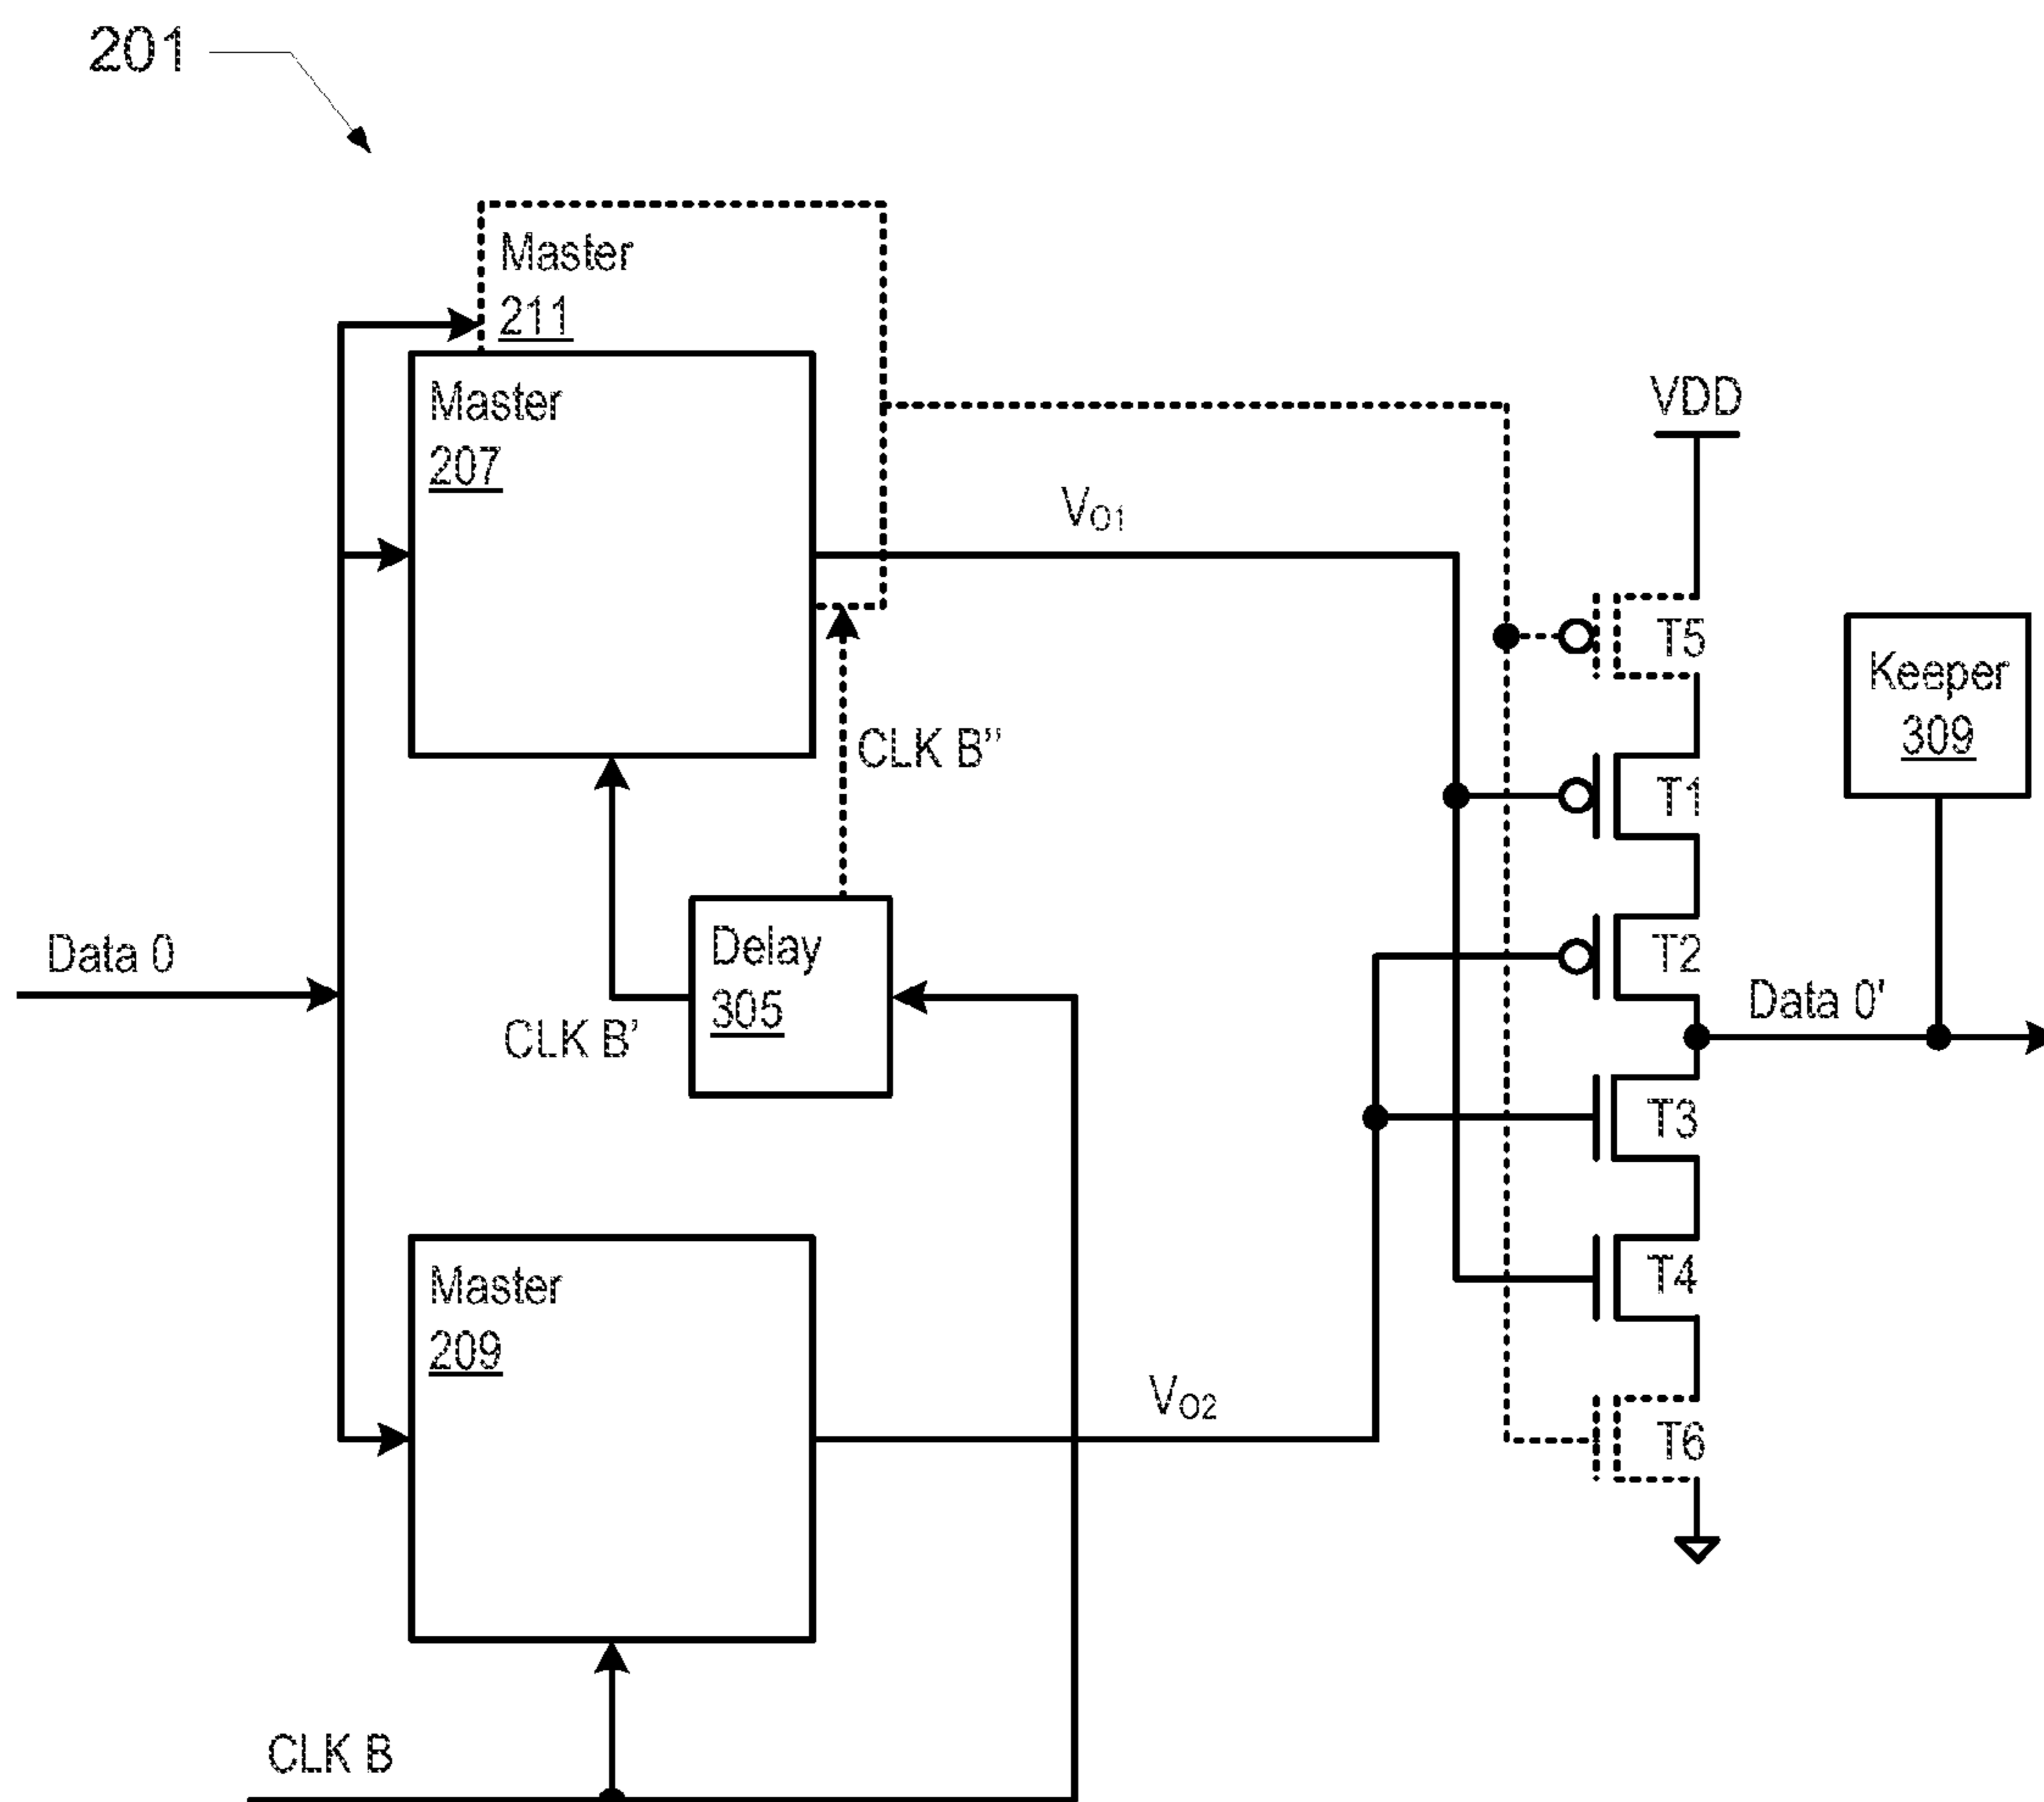 201
Master
211
Master
207
VDD
VO1
T5
Keeper
309
CLK B''
T1
Delay
305
T2
Data 0
Data 0'
CLK B'
T3
Master
209
T4
VO2
T6
CLK B